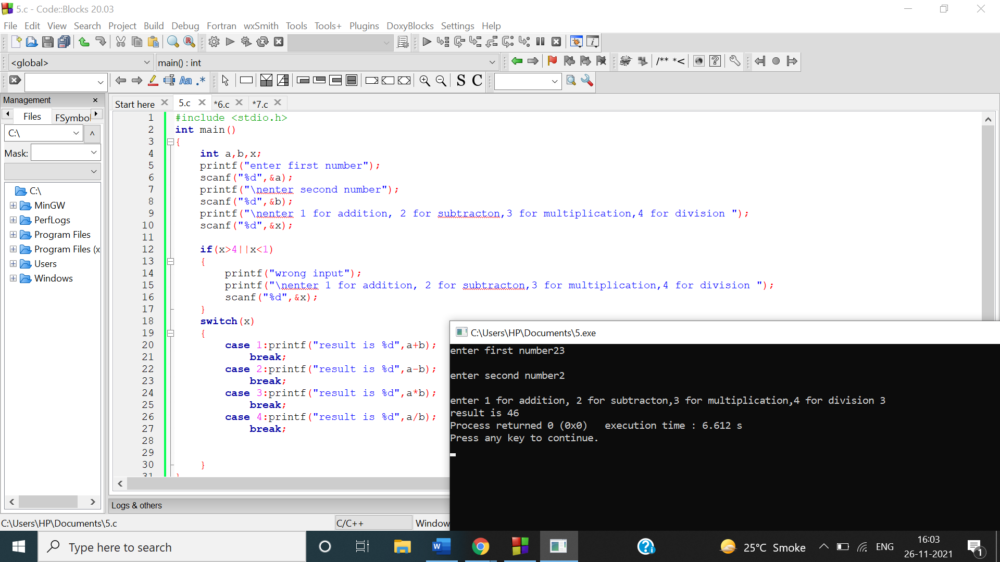 5.c - Code::Blocks 20.03
File Edit View Search Project Build Debug Fortran wxSmith Tools Tools+ Plugins DoxyBlocks Settings Help
<global> main() : int
/** *<
Aa .* S C
Management
Files FSymbol
C:\
Mask:
C:\
MinGW
PerfLogs
Program Files
Program Files (x
Users
Windows
Start here 5.c *6.c *7.c
1 #include <stdio.h>
2 int main()
3 {
4 int a,b,x;
5 printf("enter first number");
6 scanf("%d",&a);
7 printf("\nenter second number");
8 scanf("%d",&b);
9 printf("\nenter 1 for addition, 2 for subtracton,3 for multiplication,4 for division ");
10 scanf("%d",&x);
11
12 if(x>4||x<1)
13 {
14 printf("wrong input");
15 printf("\nenter 1 for addition, 2 for subtracton,3 for multiplication,4 for division ");
16 scanf("%d",&x);
17 }
18 switch(x)
19 {
20 case 1:printf("result is %d",a+b);
21 break;
22 case 2:printf("result is %d",a-b);
23 break;
24 case 3:printf("result is %d",a*b);
25 break;
26 case 4:printf("result is %d",a/b);
27 break;
28
29
30 }
31 }
C:\Users\HP\Documents\5.exe
enter first number23
enter second number2
enter 1 for addition, 2 for subtracton,3 for multiplication,4 for division 3
result is 46
Process returned 0 (0x0) execution time : 6.612 s
Press any key to continue.
Logs & others
C:\Users\HP\Documents\5.c C/C++ Window
Type here to search
25°C Smoke ENG 16:03
26-11-2021
1